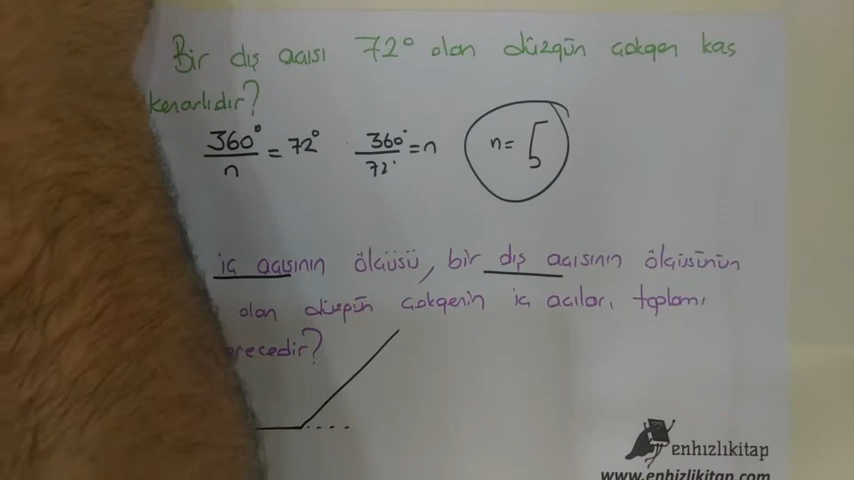 Bir dış açısı 72° olan düzgün çokgen kaç
kenarlıdır?
360°/n = 72° 360°/72° = n n = 5
iç açısının ölçüsü, bir dış açısının ölçüsünün
olan düzgün çokgenin iç açılar, toplamı
erecedir?
enhızlıkitap
www.enhizlikitap.com